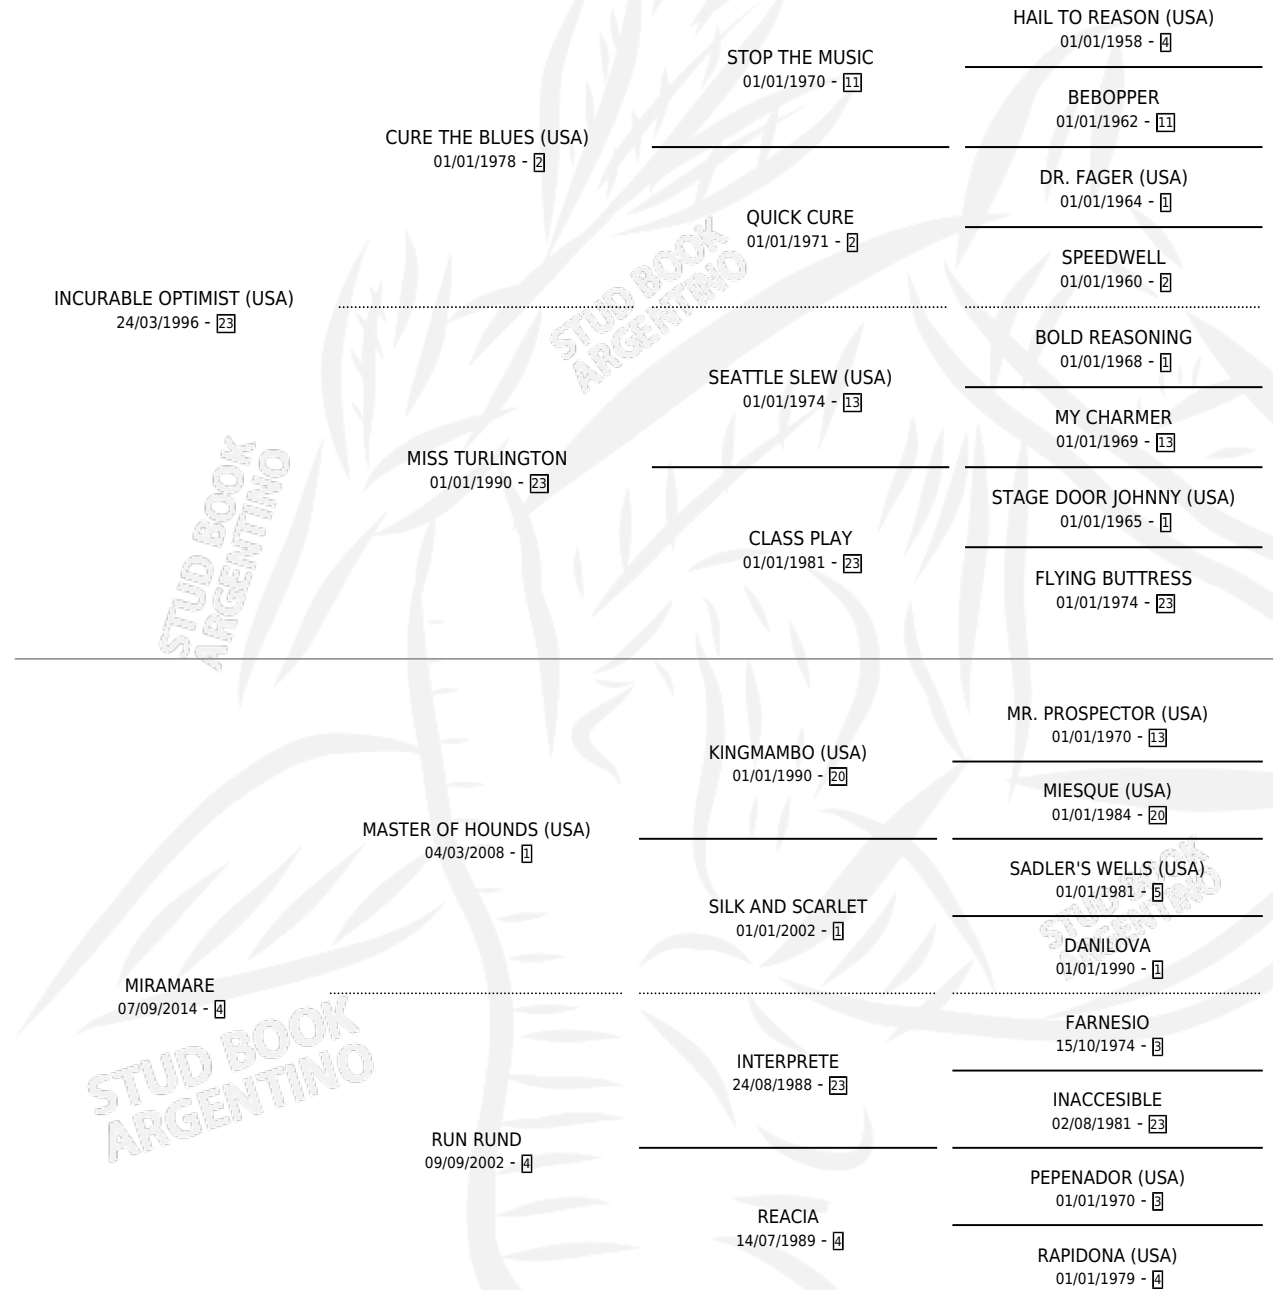 HAIL TO REASON (USA)
01/01/1958 - 4
STOP THE MUSIC
01/01/1970 - 11
BEBOPPER
01/01/1962 - 11
CURE THE BLUES (USA)
01/01/1978 - 2
DR. FAGER (USA)
01/01/1964 - 1
QUICK CURE
01/01/1971 - 2
SPEEDWELL
01/01/1960 - 2
INCURABLE OPTIMIST (USA)
24/03/1996 - 23
BOLD REASONING
01/01/1968 - 1
SEATTLE SLEW (USA)
01/01/1974 - 13
MY CHARMER
01/01/1969 - 13
MISS TURLINGTON
01/01/1990 - 23
STAGE DOOR JOHNNY (USA)
01/01/1965 - 1
CLASS PLAY
01/01/1981 - 23
FLYING BUTTRESS
01/01/1974 - 23
STUD BOOK
ARGENTINO
STUD BOOK
ARGENTINO
MR. PROSPECTOR (USA)
01/01/1970 - 13
KINGMAMBO (USA)
01/01/1990 - 20
MIESQUE (USA)
01/01/1984 - 20
MASTER OF HOUNDS (USA)
04/03/2008 - 1
SADLER'S WELLS (USA)
01/01/1981 - 5
SILK AND SCARLET
01/01/2002 - 1
DANILOVA
01/01/1990 - 1
STUD BOOK
ARGENTINO
MIRAMARE
07/09/2014 - 4
FARNESIO
15/10/1974 - 3
INTERPRETE
24/08/1988 - 23
INACCESIBLE
02/08/1981 - 23
RUN RUND
09/09/2002 - 4
PEPENADOR (USA)
01/01/1970 - 3
REACIA
14/07/1989 - 4
RAPIDONA (USA)
01/01/1979 - 4
STUD BOOK
ARGENTINO